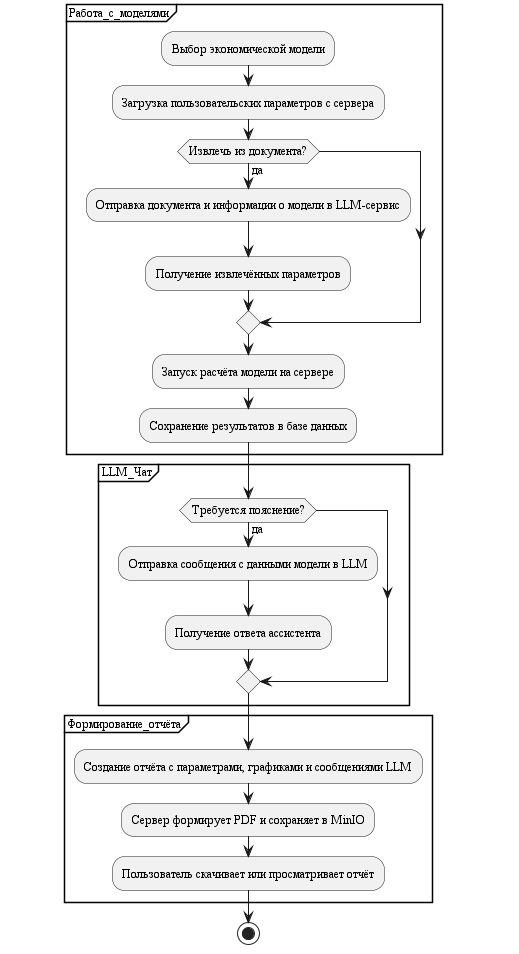 Работа_с_моделями
Выбор экономической модели
Загрузка пользовательских параметров с сервера
Извлечь из документа?
да
Отправка документа и информации о модели в LLM-сервис
Получение извлечённых параметров
Запуск расчёта модели на сервере
Сохранение результатов в базе данных
LLM_Чат
Требуется пояснение?
да
Отправка сообщения с данными модели в LLM
Получение ответа ассистента
Формирование_отчёта
Создание отчёта с параметрами, графиками и сообщениями LLM
Сервер формирует PDF и сохраняет в MinIO
Пользователь скачивает или просматривает отчёт